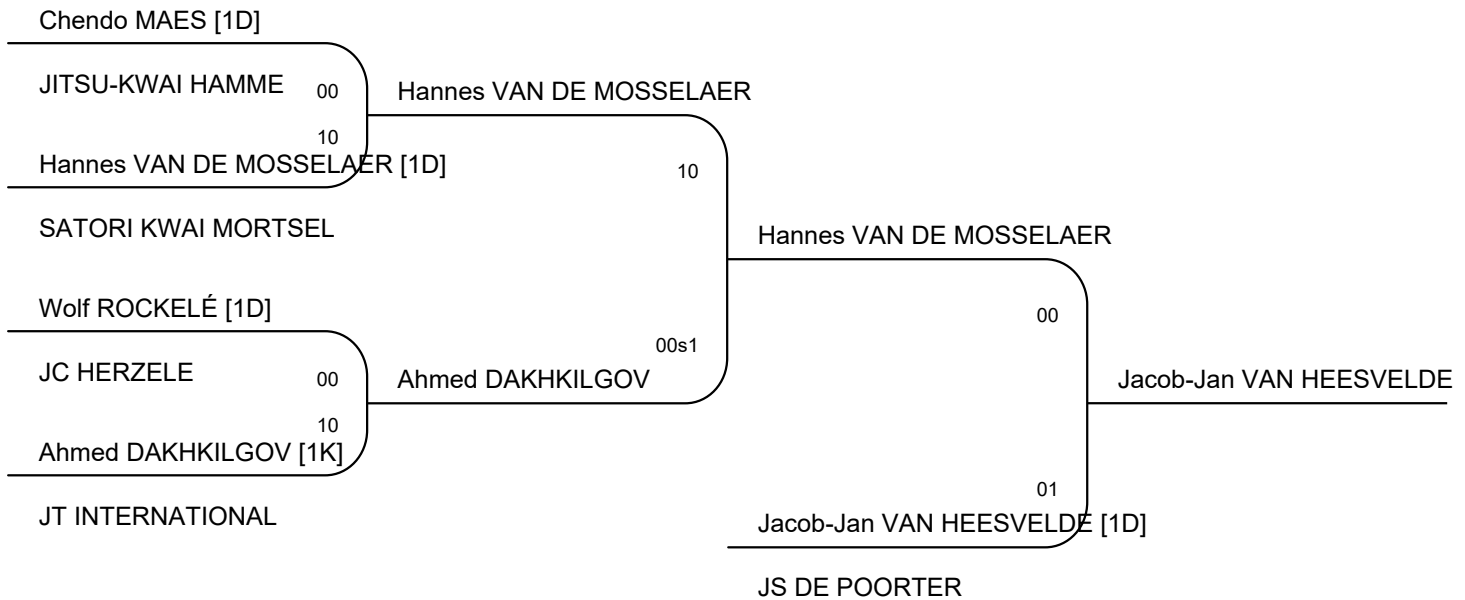 Chendo MAES [1D]
JITSU-KWAI HAMME
00
Hannes VAN DE MOSSELAER
10
Hannes VAN DE MOSSELAER [1D]
10
SATORI KWAI MORTSEL
Hannes VAN DE MOSSELAER
Wolf ROCKELÉ [1D]
00
00s1
JC HERZELE
00
Ahmed DAKHKILGOV
Jacob-Jan VAN HEESVELDE
10
Ahmed DAKHKILGOV [1K]
01
JT INTERNATIONAL
Jacob-Jan VAN HEESVELDE [1D]
JS DE POORTER